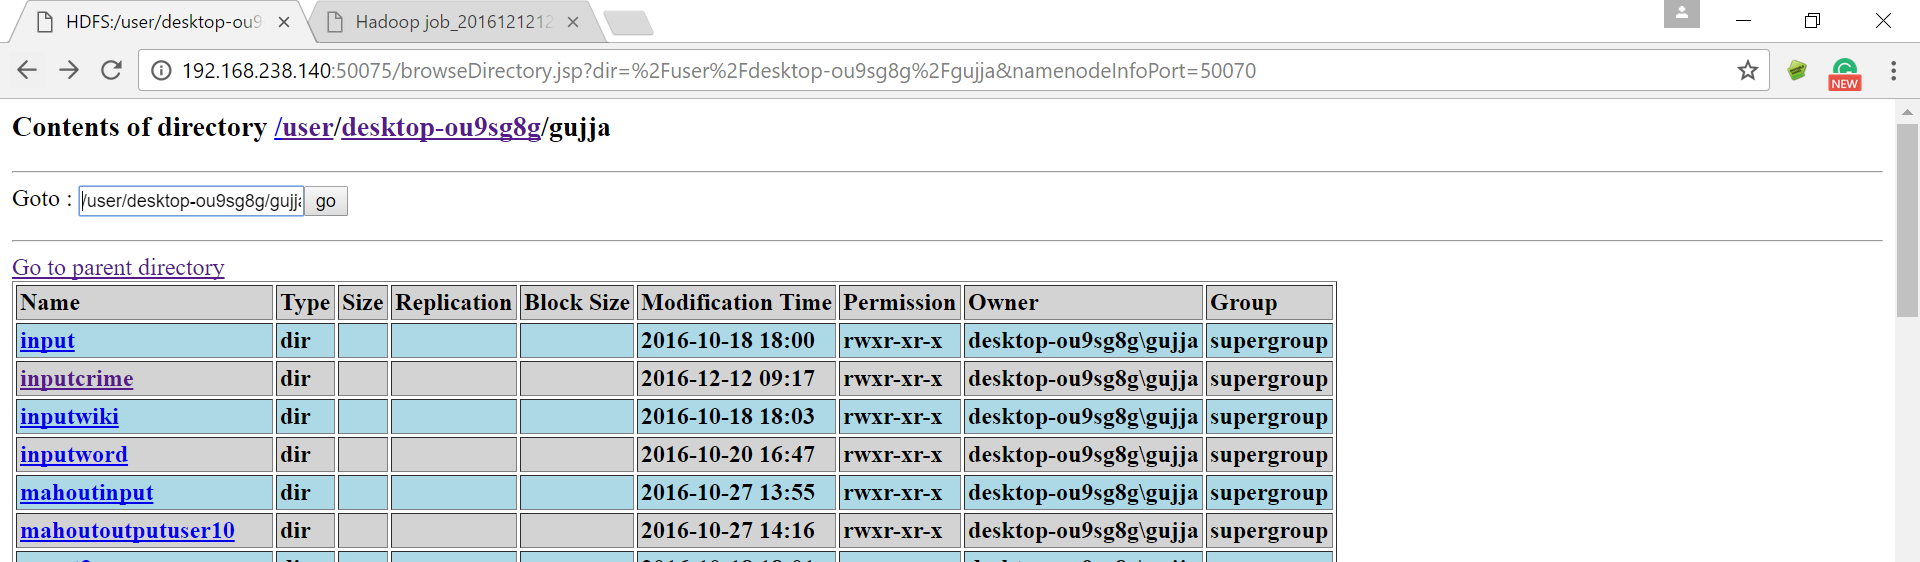 HDFS:/user/desktop-ou9
Hadoop job_2016121212
192.168.238.140:50075/browseDirectory.jsp?dir=%2Fuser%2Fdesktop-ou9sg8g%2Fgujja&namenodeInfoPort=50070
NEW
Contents of directory /user/desktop-ou9sg8g/gujja
Goto : /user/desktop-ou9sg8g/gujja go
Go to parent directory
Name Type Size Replication Block Size Modification Time Permission Owner Group
input dir 2016-10-18 18:00 rwxr-xr-x desktop-ou9sg8g\gujja supergroup
inputcrime dir 2016-12-12 09:17 rwxr-xr-x desktop-ou9sg8g\gujja supergroup
inputwiki dir 2016-10-18 18:03 rwxr-xr-x desktop-ou9sg8g\gujja supergroup
inputword dir 2016-10-20 16:47 rwxr-xr-x desktop-ou9sg8g\gujja supergroup
mahoutinput dir 2016-10-27 13:55 rwxr-xr-x desktop-ou9sg8g\gujja supergroup
mahoutoutputuser10 dir 2016-10-27 14:16 rwxr-xr-x desktop-ou9sg8g\gujja supergroup